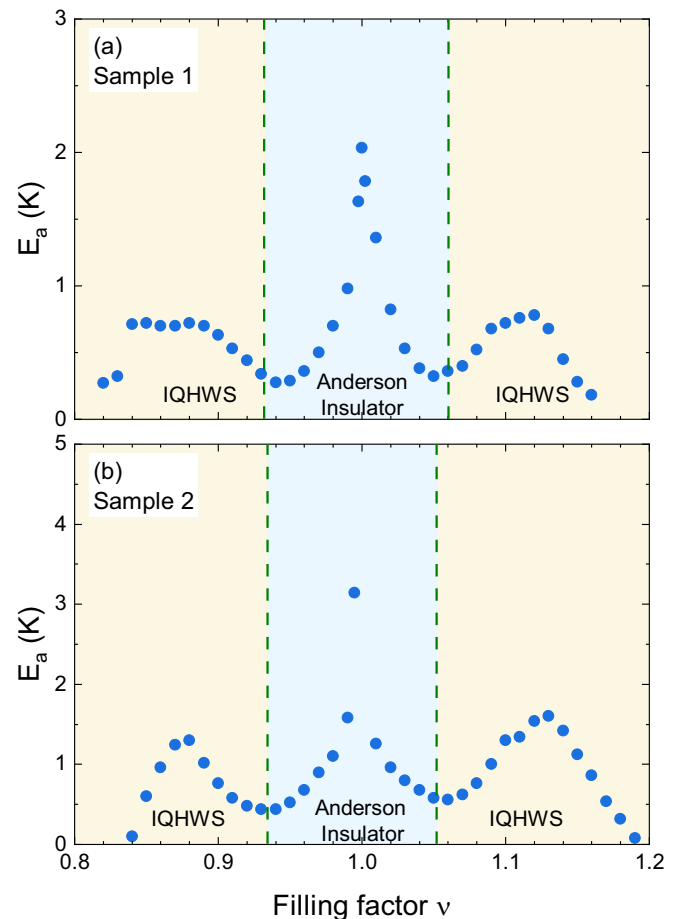 (a)
Sample 1
3
2
1
0
E_a (K)
IQHWS
Anderson
Insulator
IQHWS
(b)
Sample 2
5
4
3
2
1
0
E_a (K)
IQHWS
Anderson
Insulator
IQHWS
0.8 0.9 1.0 1.1 1.2
Filling factor ν